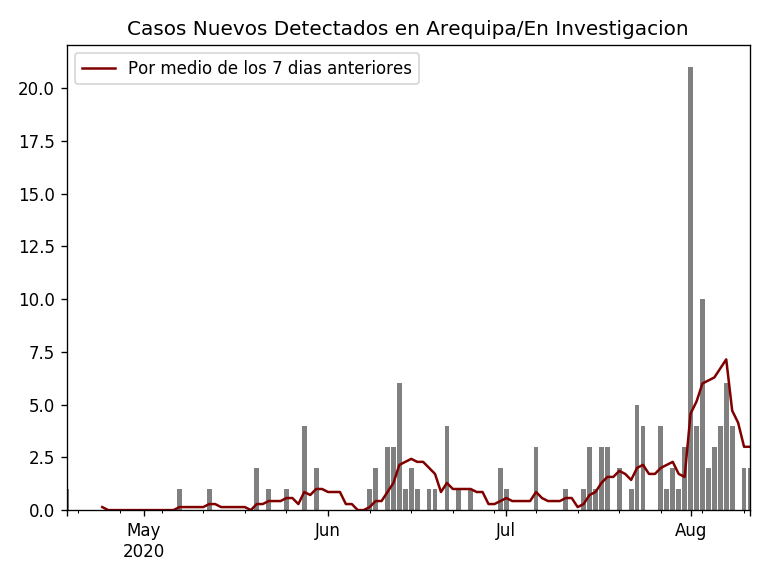 Casos Nuevos Detectados en Arequipa/En Investigacion
Por medio de los 7 dias anteriores
20.0
17.5
15.0
12.5
10.0
7.5
5.0
2.5
0.0
May
2020
Jun
Jul
Aug